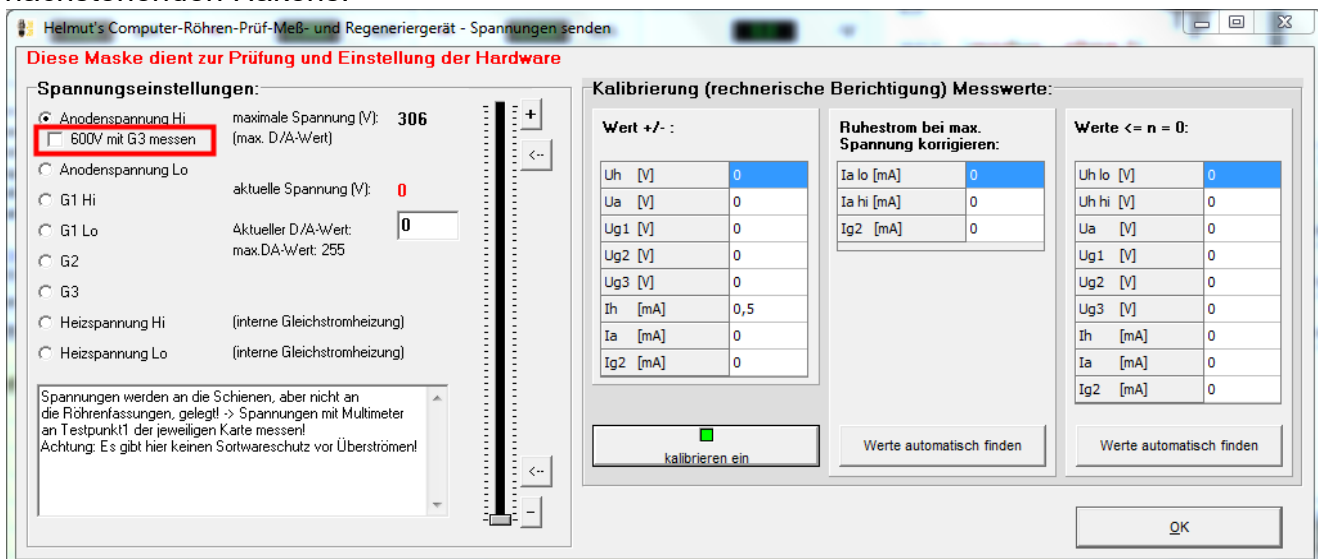 Helmut's Computer-Röhren-Prüf-Meß- und Regeneriergerät - Spannungen senden
Diese Maske dient zur Prüfung und Einstellung der Hardware
Spannungseinstellungen:
Anodenspannung Hi
600V mit G3 messen
Anodenspannung Lo
G1 Hi
G1 Lo
G2
G3
Heizspannung Hi (interne Gleichstromheizung)
Heizspannung Lo (interne Gleichstromheizung)
maximale Spannung (V): 306
(max. D/A-Wert)
aktuelle Spannung (V): 0
Aktueller D/A-Wert: 0
max.DA-Wert: 255
Spannungen werden an die Schienen, aber nicht an
die Röhrenfassungen, gelegt! -> Spannungen mit Multimeter
an Testpunkt1 der jeweiligen Karte messen!
Achtung: Es gibt hier keinen Sortwareschutz vor Überströmen!
+
<--
<--
-
Kalibrierung (rechnerische Berichtigung) Messwerte:
Wert +/- :
Uh [V] 0
Ua [V] 0
Ug1 [V] 0
Ug2 [V] 0
Ug3 [V] 0
Ih [mA] 0,5
Ia [mA] 0
Ig2 [mA] 0
kalibrieren ein
Ruhestrom bei max.
Spannung korrigieren:
Ia lo [mA] 0
Ia hi [mA] 0
Ig2 [mA] 0
Werte automatisch finden
Werte <= n = 0:
Uh lo [V] 0
Uh hi [V] 0
Ua [V] 0
Ug1 [V] 0
Ug2 [V] 0
Ug3 [V] 0
Ih [mA] 0
Ia [mA] 0
Ig2 [mA] 0
Werte automatisch finden
OK